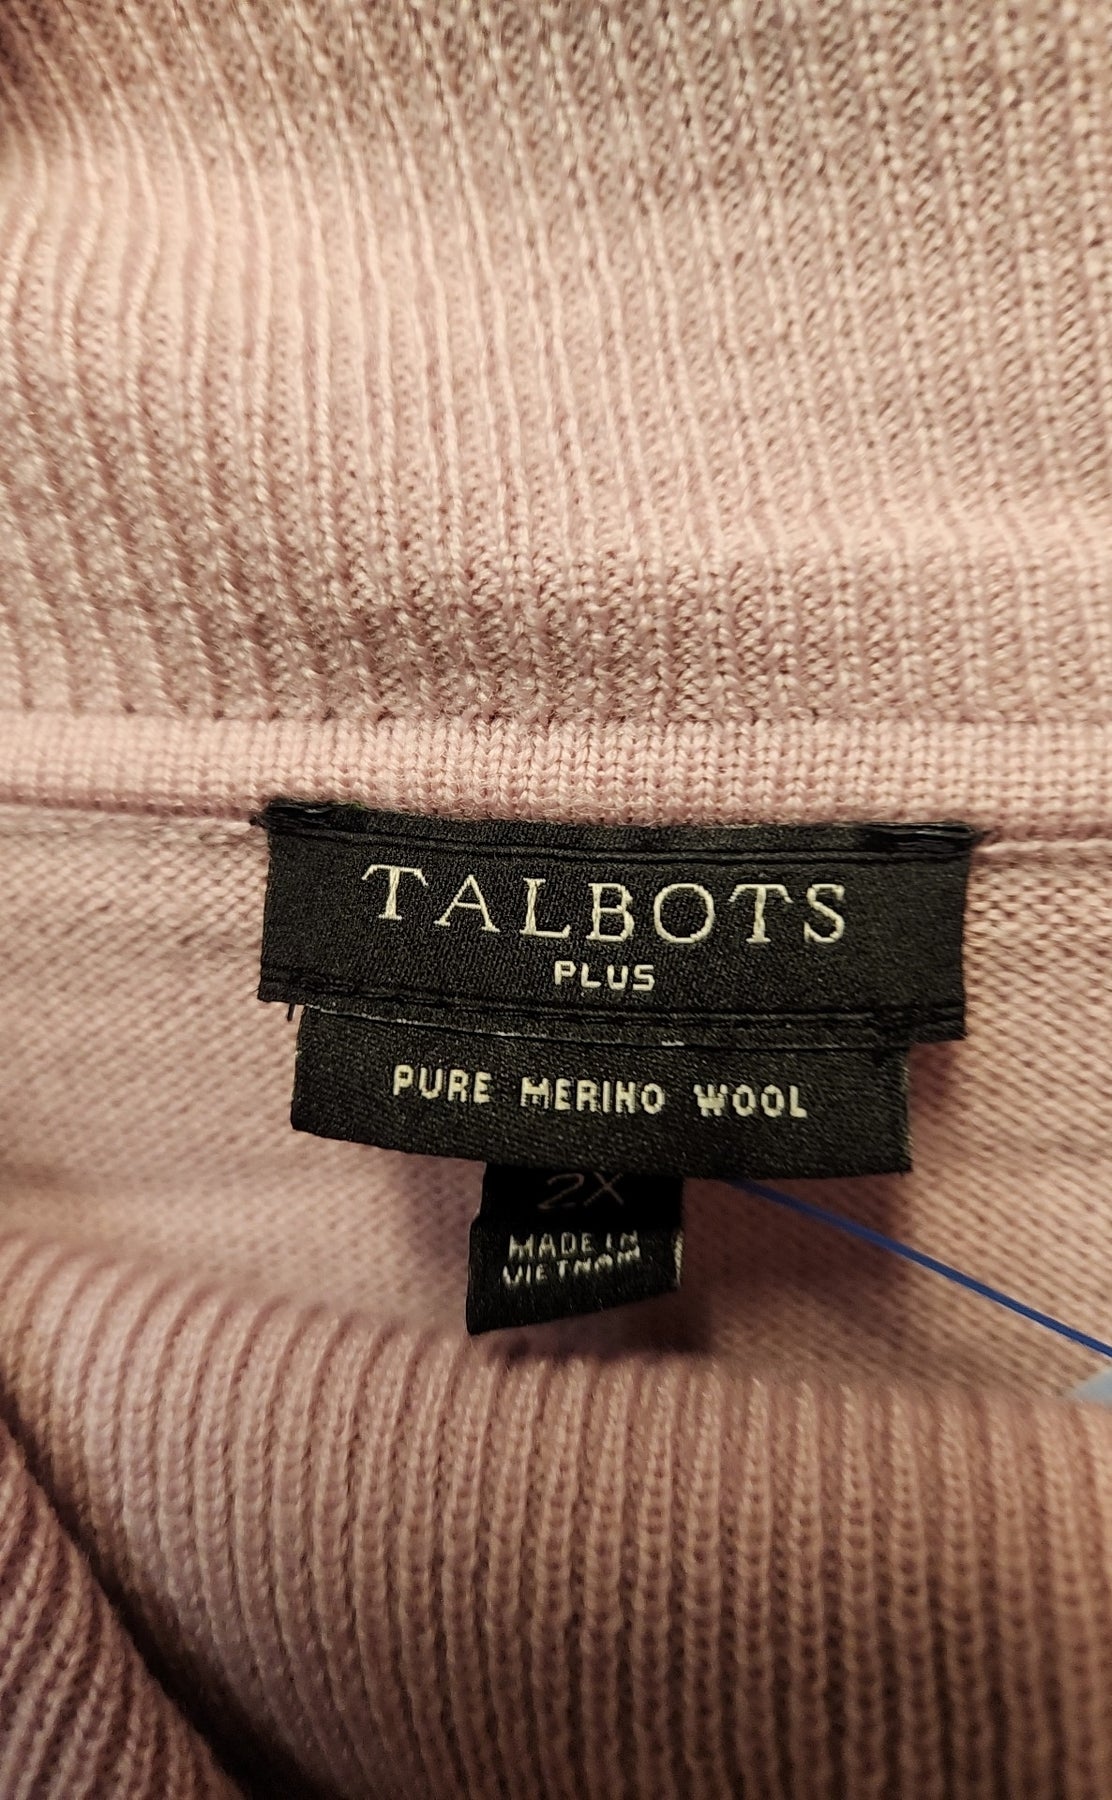 TALBOTS
PLUS
PURE MERINO WOOL
2X
MADE IN
VIETNAM